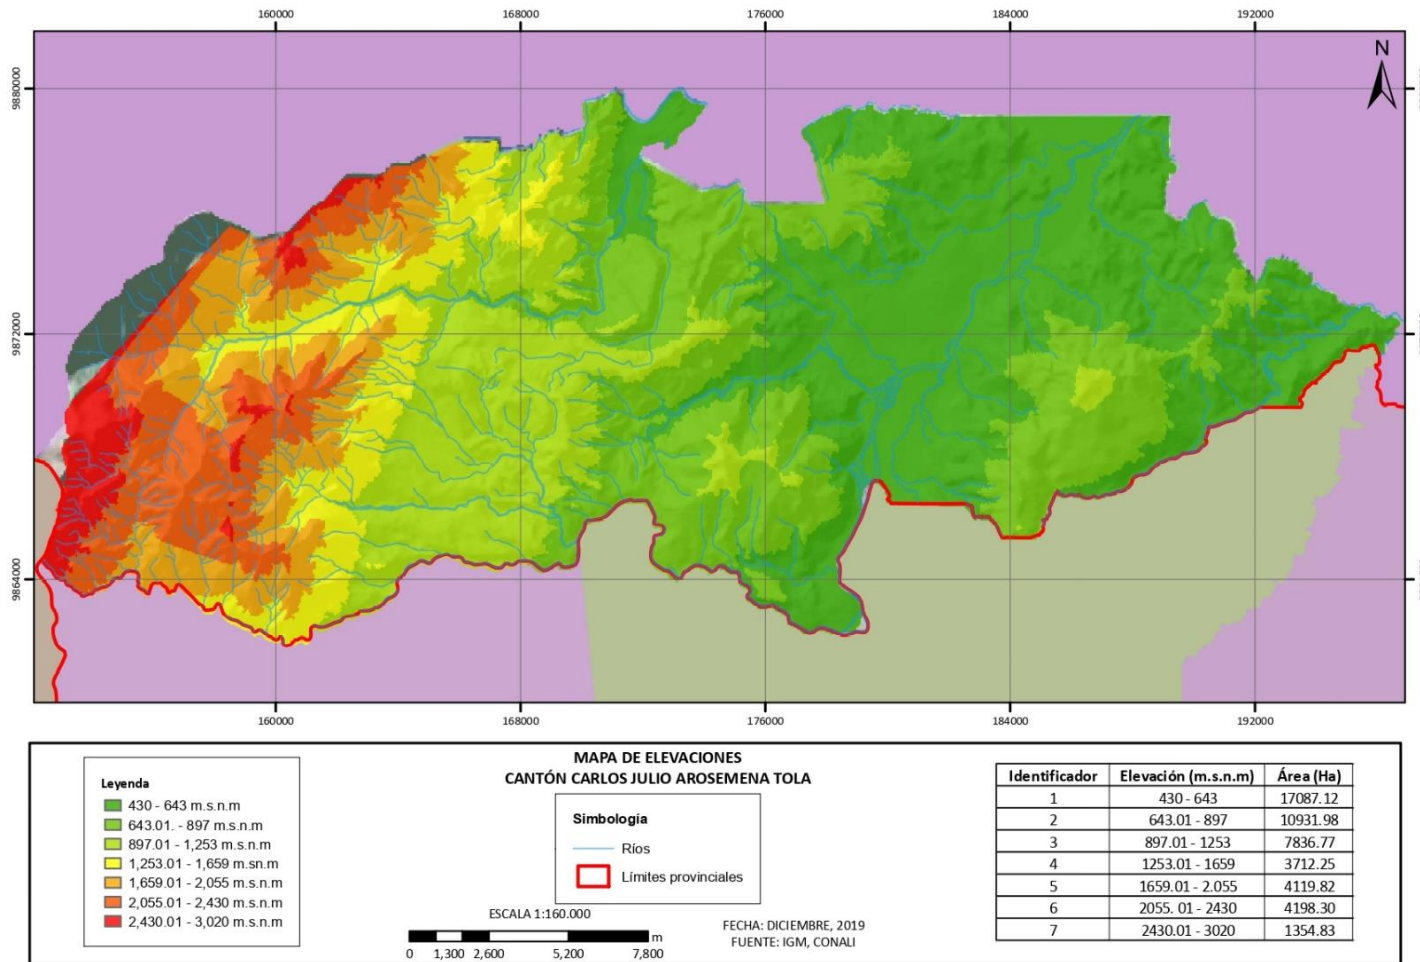 160000 168000 176000 184000 192000
N
9880000
9872000
9864000
160000 168000 176000 184000 192000
MAPA DE ELEVACIONES
CANTÓN CARLOS JULIO AROSEMENA TOLA
Leyenda
430 - 643 m.s.n.m
643.01. - 897 m.s.n.m
897.01 - 1,253 m.s.n.m
1,253.01 - 1,659 m.sn.m
1,659.01 - 2,055 m.s.n.m
2,055.01 - 2,430 m.s.n.m
2,430.01 - 3,020 m.s.n.m
Simbología
Ríos
Límites provinciales
ESCALA 1:160.000
m
0 1,300 2,600 5,200 7,800
FECHA: DICIEMBRE, 2019
FUENTE: IGM, CONALI
Identificador Elevación (m.s.n.m) Área (Ha)
1 430 - 643 17087.12
2 643.01 - 897 10931.98
3 897.01 - 1253 7836.77
4 1253.01 - 1659 3712.25
5 1659.01 - 2.055 4119.82
6 2055. 01 - 2430 4198.30
7 2430.01 - 3020 1354.83